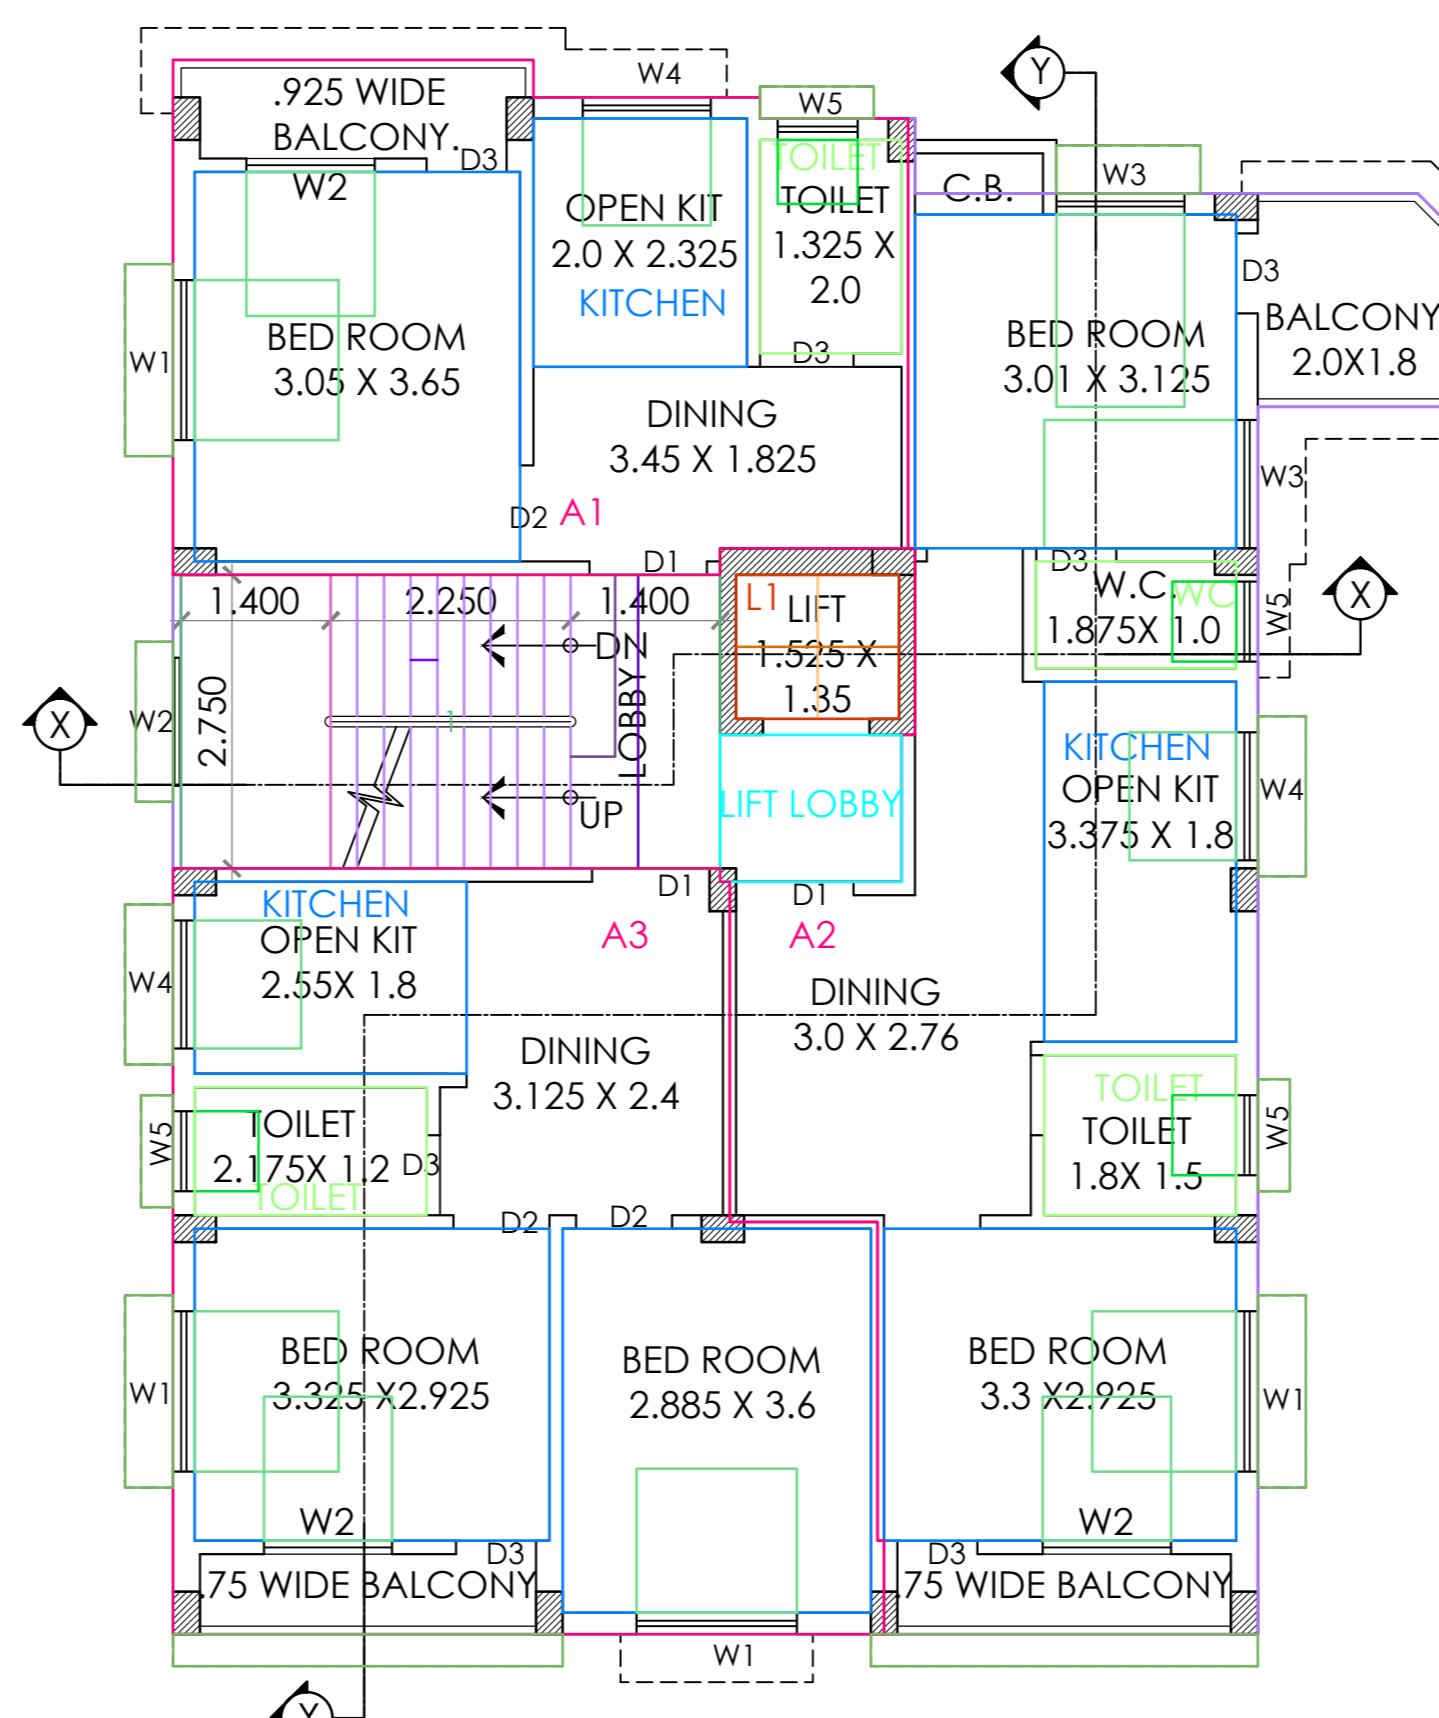 .925 WIDE
BALCONY.
W4
W5
Y
D3
W2
TOILET
TOILET
1.325 X
2.0
OPEN KIT
2.0 X 2.325
KITCHEN
C.B.
W3
D3
BALCONY
2.0X1.8
W1
BED ROOM
3.05 X 3.65
D3
BED ROOM
3.01 X 3.125
DINING
3.45 X 1.825
W3
D2
A1
D1
D3
1.400
2.250
1.400
L1
LIFT
1.525 X
1.35
W.C.
WC
1.875X 1.0
W5
X
DN
LOBBY
2.750
W2
X
1
UP
LIFT LOBBY
KITCHEN
OPEN KIT
3.375 X 1.8
W4
D1
D1
KITCHEN
OPEN KIT
2.55X 1.8
W4
A3
A2
DINING
3.0 X 2.76
DINING
3.125 X 2.4
TOILET
TOILET
1.8X 1.5
W5
W5
TOILET
2.175X 1.2
D3
TOILET
D2
D2
BED ROOM
3.325 X2.925
BED ROOM
2.885 X 3.6
BED ROOM
3.3 X2.925
W1
W1
W2
W2
D3
D3
.75 WIDE BALCONY
.75 WIDE BALCONY
W1
Y